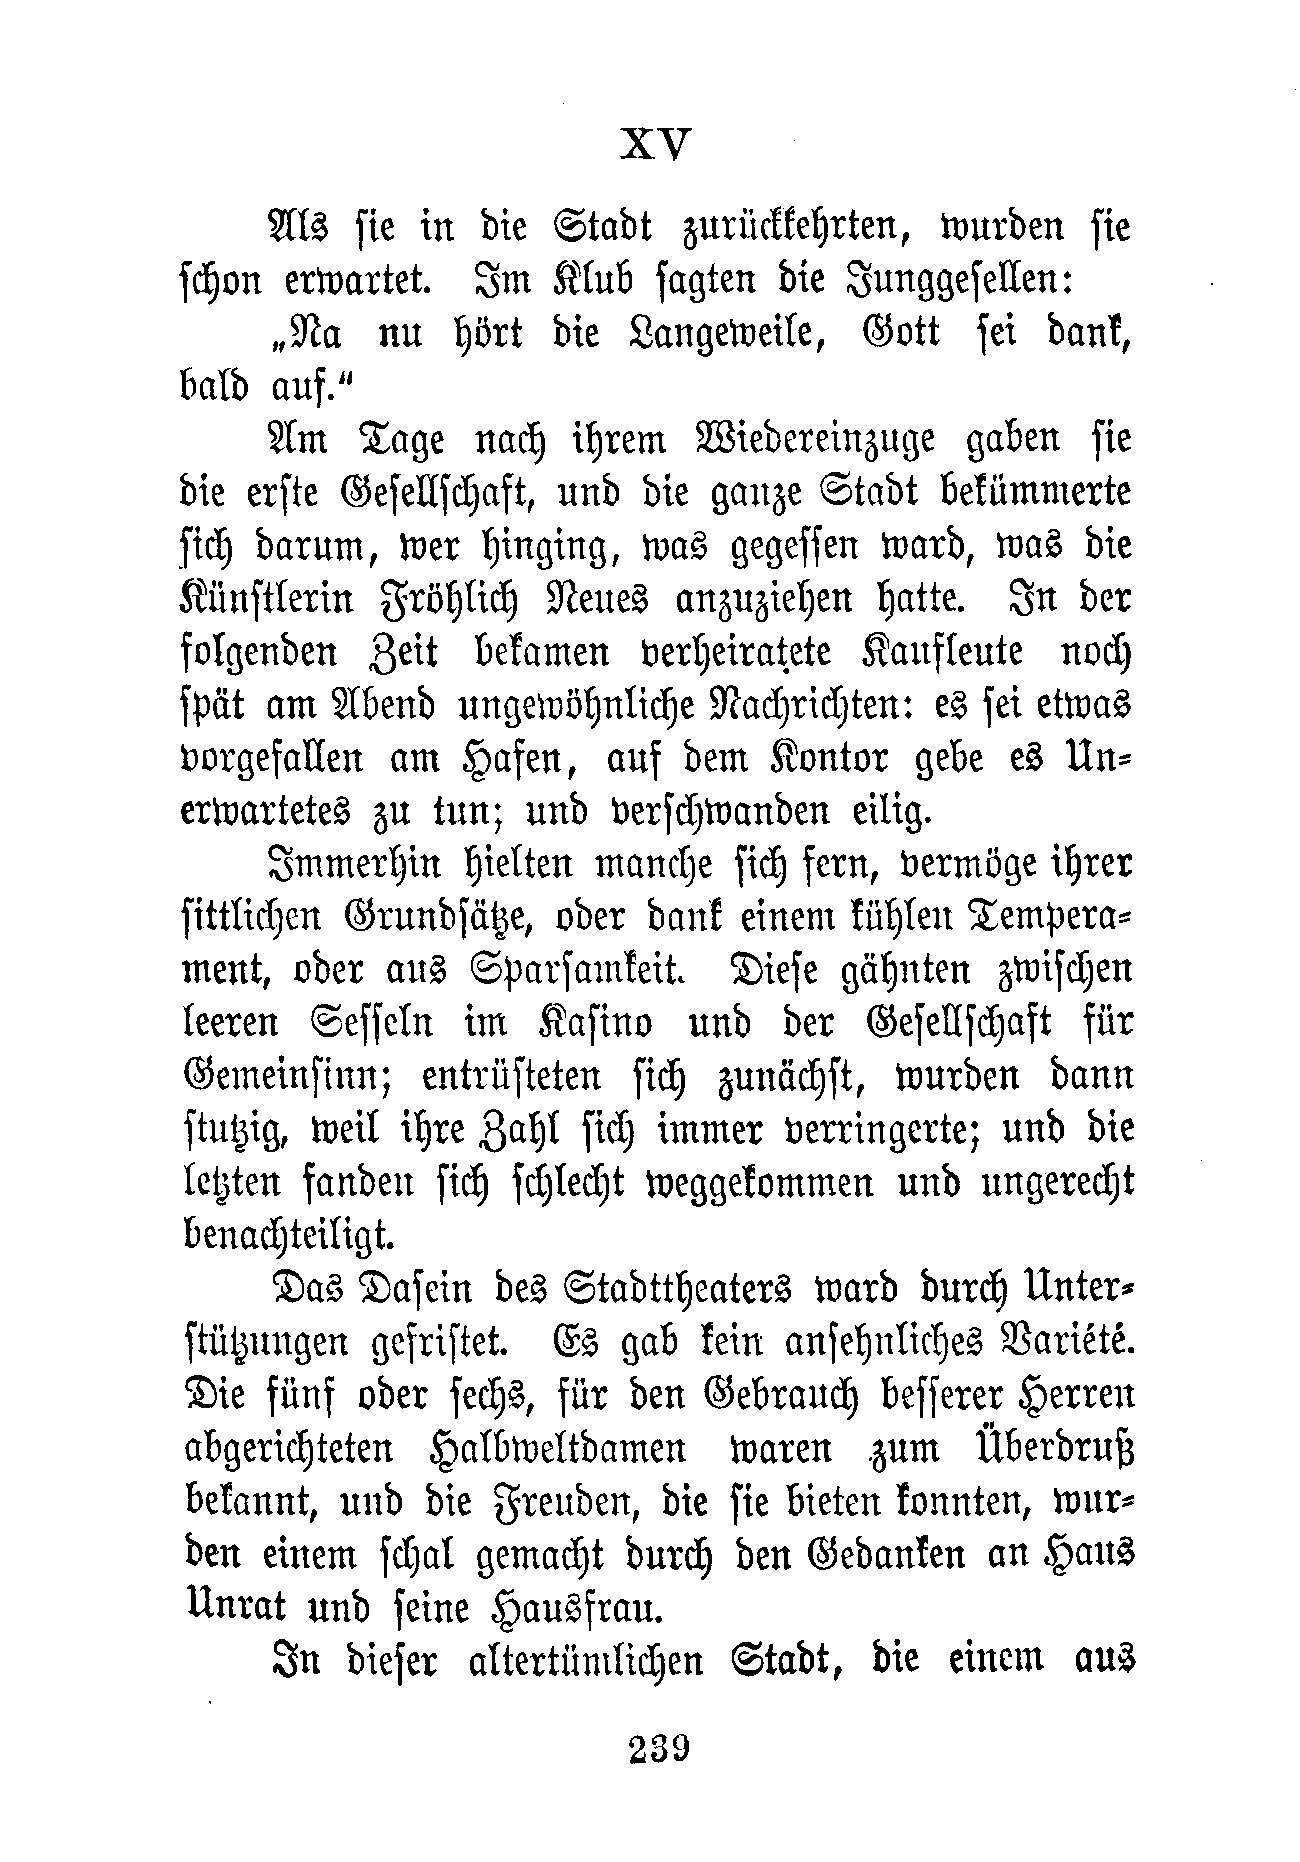 XV
Als sie in die Stadt zurückkehrten, wurden sie
schon erwartet. Im Klub sagten die Junggesellen:
„Na nu hört die Langeweile, Gott sei dank,
bald auf.“
Am Tage nach ihrem Wiedereinzuge gaben sie
die erste Gesellschaft, und die ganze Stadt bekümmerte
sich darum, wer hinging, was gegessen ward, was die
Künstlerin Fröhlich Neues anzuziehen hatte. In der
folgenden Zeit bekamen verheiratete Kaufleute noch
spät am Abend ungewöhnliche Nachrichten: es sei etwas
vorgefallen am Hafen, auf dem Kontor gebe es Un-
erwartetes zu tun; und verschwanden eilig.
Immerhin hielten manche sich fern, vermöge ihrer
sittlichen Grundsätze, oder dank einem kühlen Tempera-
ment, oder aus Sparsamkeit. Diese gähnten zwischen
leeren Sesseln im Kasino und der Gesellschaft für
Gemeinsinn; entrüsteten sich zunächst, wurden dann
stutzig, weil ihre Zahl sich immer verringerte; und die
letzten fanden sich schlecht weggekommen und ungerecht
benachteiligt.
Das Dasein des Stadttheaters ward durch Unter-
stützungen gefristet. Es gab kein ansehnliches Variété.
Die fünf oder sechs, für den Gebrauch besserer Herren
abgerichteten Halbweltdamen waren zum Überdruß
bekannt, und die Freuden, die sie bieten konnten, wur-
den einem schal gemacht durch den Gedanken an Haus
Unrat und seine Hausfrau.
In dieser altertümlichen Stadt, die einem aus
239